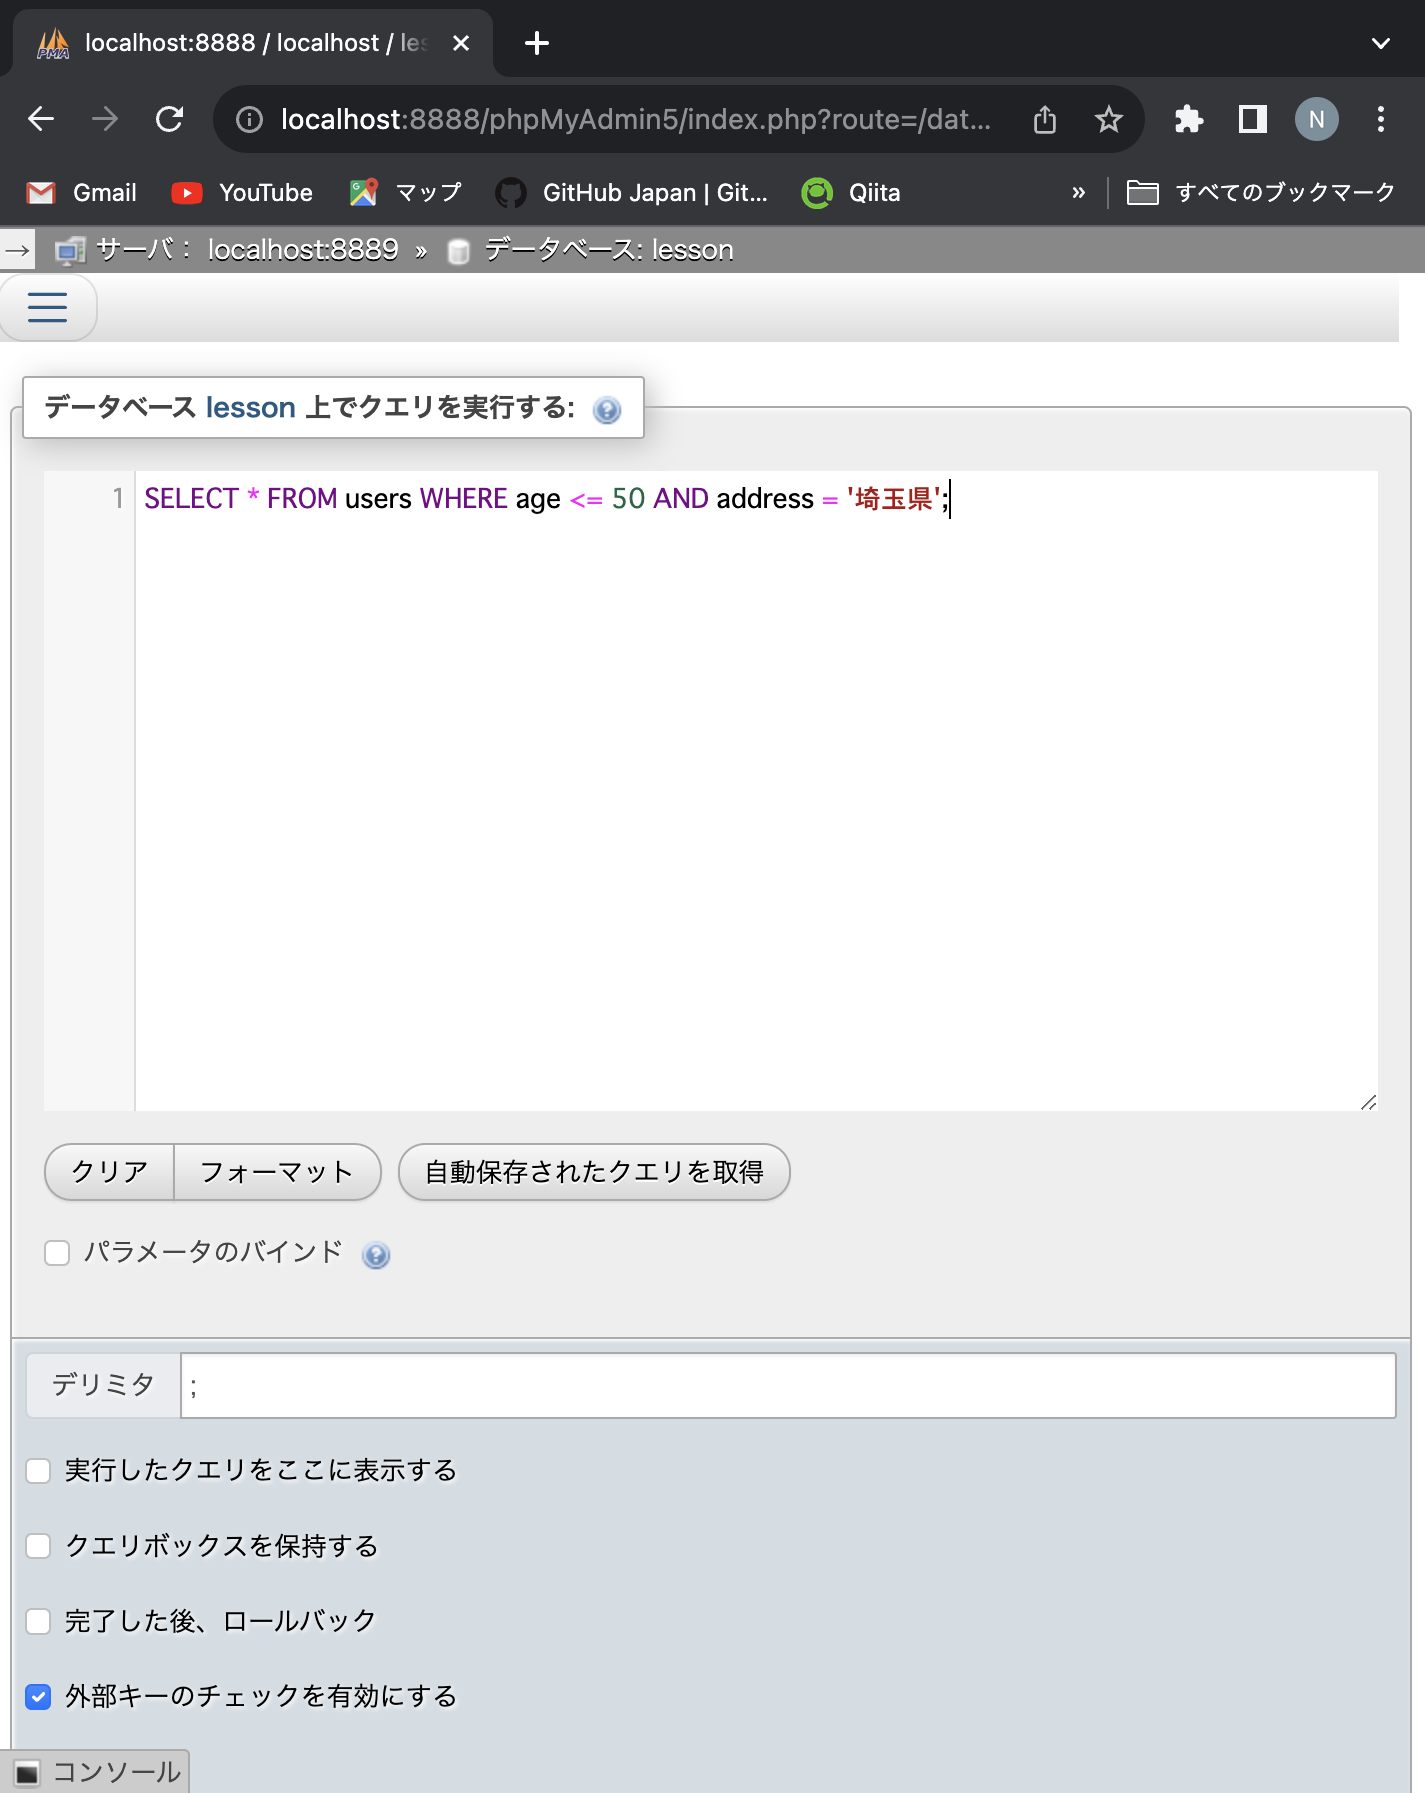 PMA localhost:8888 / localhost / les
localhost:8888/phpMyAdmin5/index.php?route=/dat... N
Gmail YouTube マップ GitHub Japan | Git... Qiita » すべてのブックマーク
→ サーバ: localhost:8889 » データベース: lesson
データベース lesson 上でクエリを実行する:
1 SELECT * FROM users WHERE age <= 50 AND address = '埼玉県';
クリア フォーマット 自動保存されたクエリを取得
パラメータのバインド
デリミタ ;
実行したクエリをここに表示する
クエリボックスを保持する
完了した後、ロールバック
外部キーのチェックを有効にする
コンソール